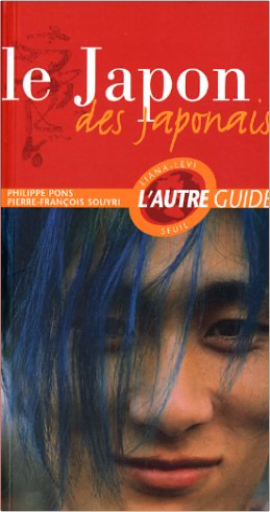 le Japon
des Japonais
PHILIPPE PONS
PIERRE-FRANÇOIS SOUYRI
LIANA-LEVI
L'AUTRE GUIDE
SEUIL